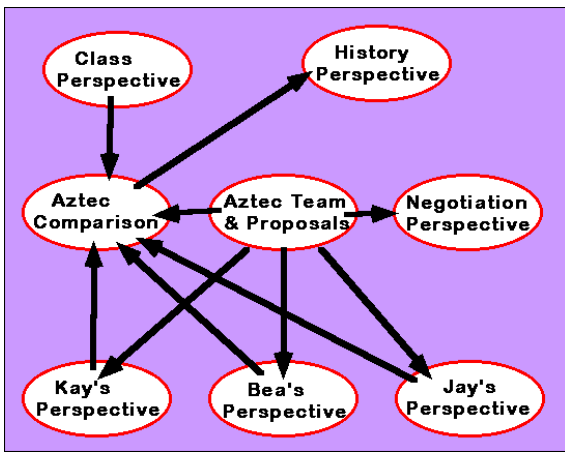 Class
Perspective
History
Perspective
Aztec
Comparison
Aztec Team
& Proposals
Negotiation
Perspective
Kay's
Perspective
Bea's
Perspective
Jay's
Perspective